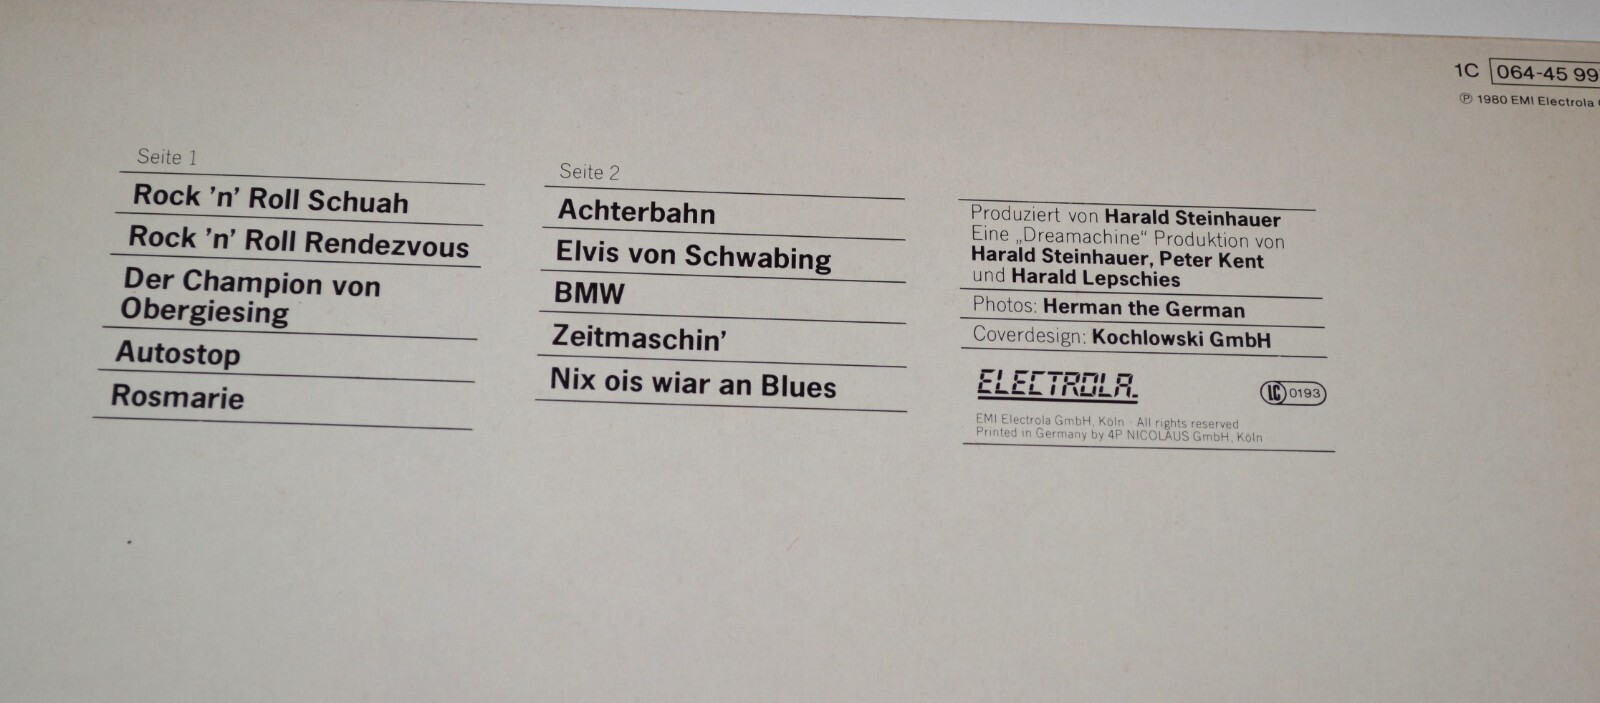 1C 064-45 99
℗ 1980 EMI Electrola
Seite 1
Rock 'n' Roll Schuah
Rock 'n' Roll Rendezvous
Der Champion von
Obergiesing
Autostop
Rosmarie
Seite 2
Achterbahn
Elvis von Schwabing
BMW
Zeitmaschin'
Nix ois wiar an Blues
Produziert von Harald Steinhauer
Eine „Dreamachine" Produktion von
Harald Steinhauer, Peter Kent
und Harald Lepschies
Photos: Herman the German
Coverdesign: Kochlowski GmbH
ELECTROLA
LC 0193
EMI Electrola GmbH, Köln · All rights reserved
Printed in Germany by 4P NICOLAUS GmbH, Köln